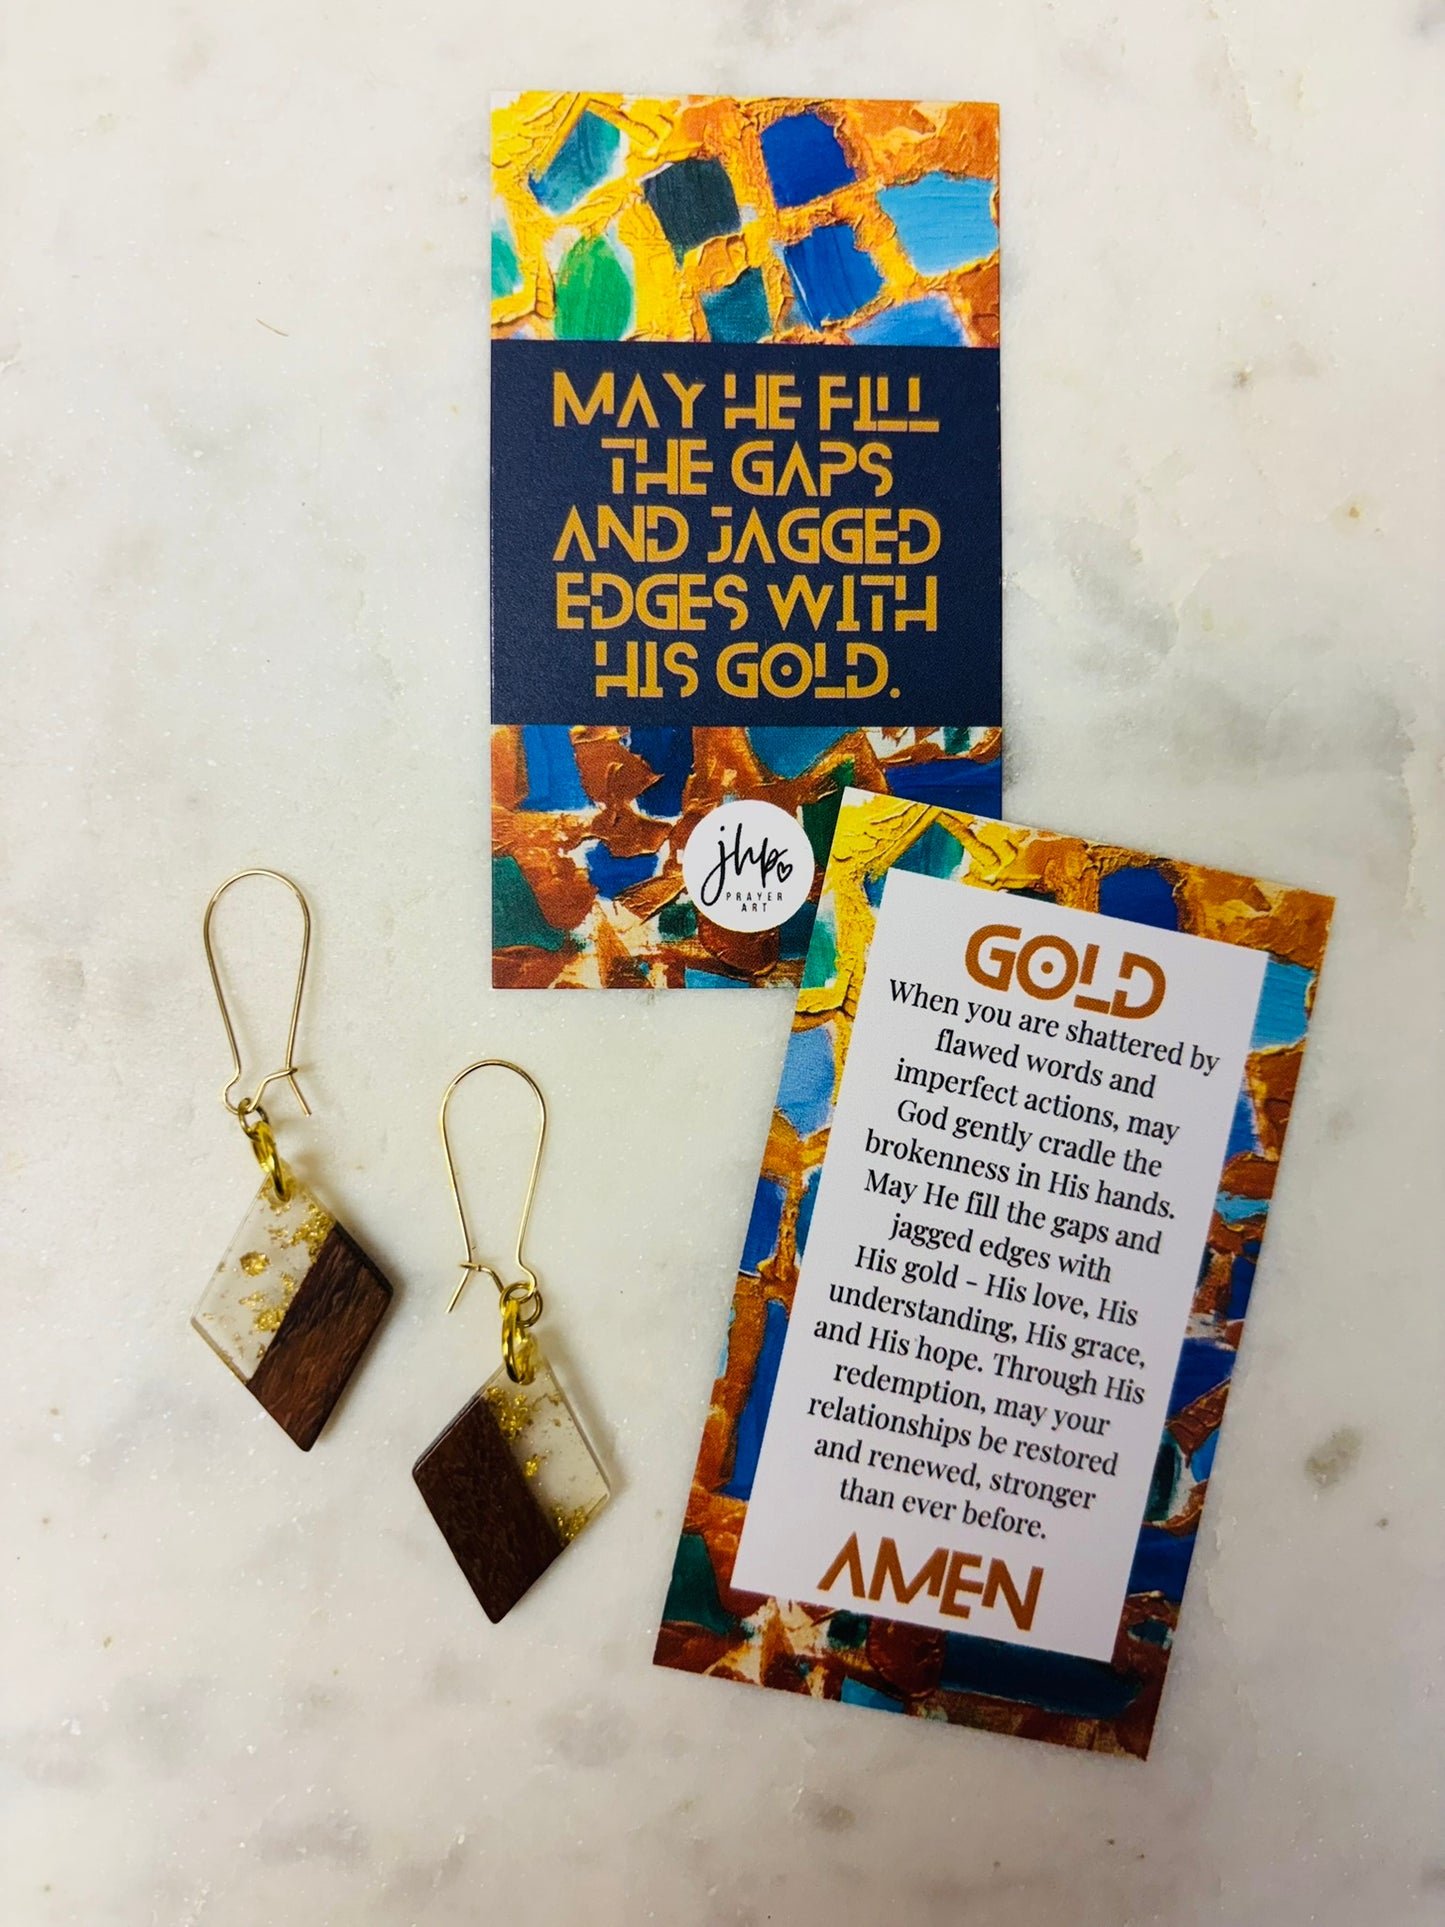 MAY HE FILL
THE GAPS
AND JAGGED
EDGES WITH
HIS GOLD.
jhp
PRAYER
ART
GOLD
When you are shattered by
flawed words and
imperfect actions, may
God gently cradle the
brokenness in His hands.
May He fill the gaps and
jagged edges with
His gold - His love, His
understanding, His grace,
and His hope. Through His
redemption, may your
relationships be restored
and renewed, stronger
than ever before.
AMEN